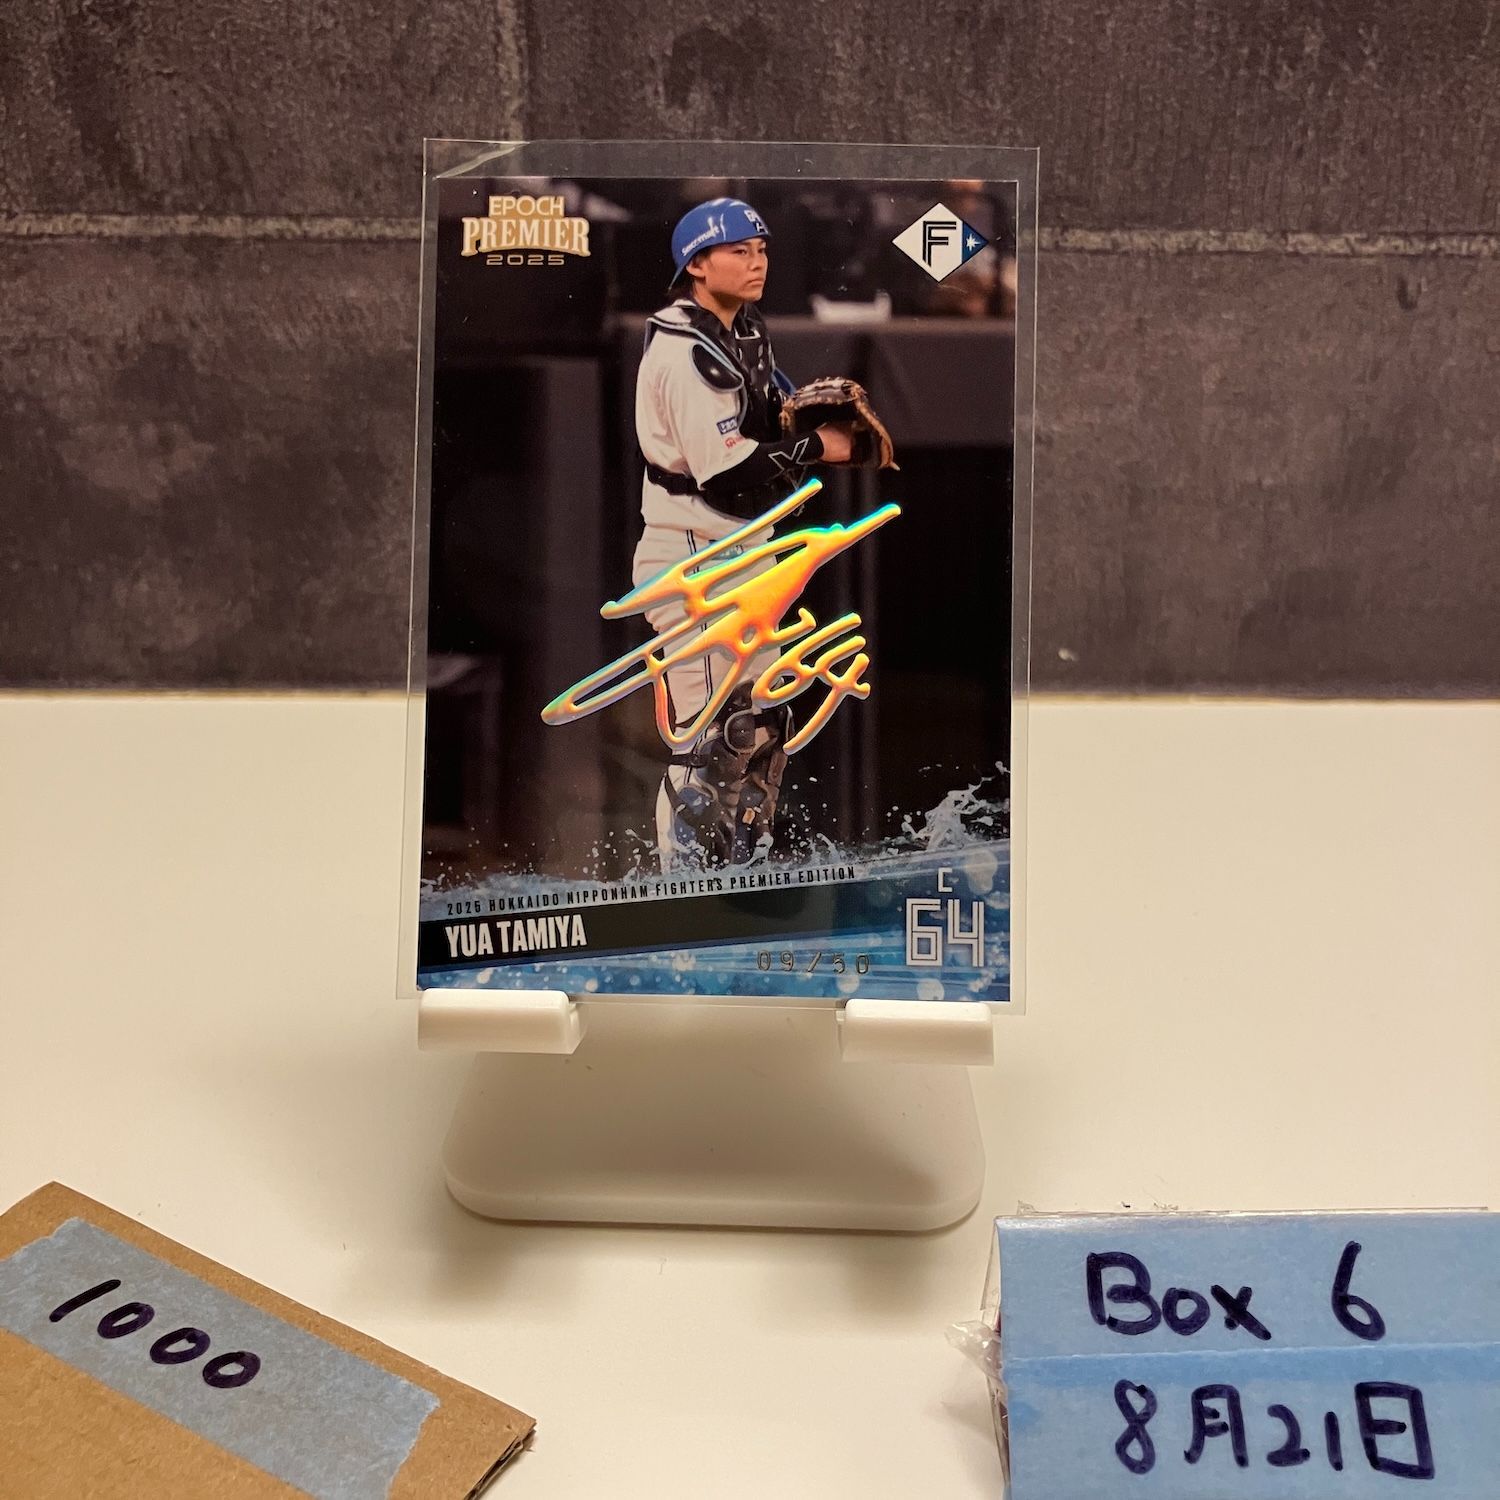 EPOCH
PREMIER
2025
F
64
2025 HOKKAIDO NIPPONHAM FIGHTERS PREMIER EDITION
YUA TAMIYA
C
64
09/50
1000
Box 6
8月21日